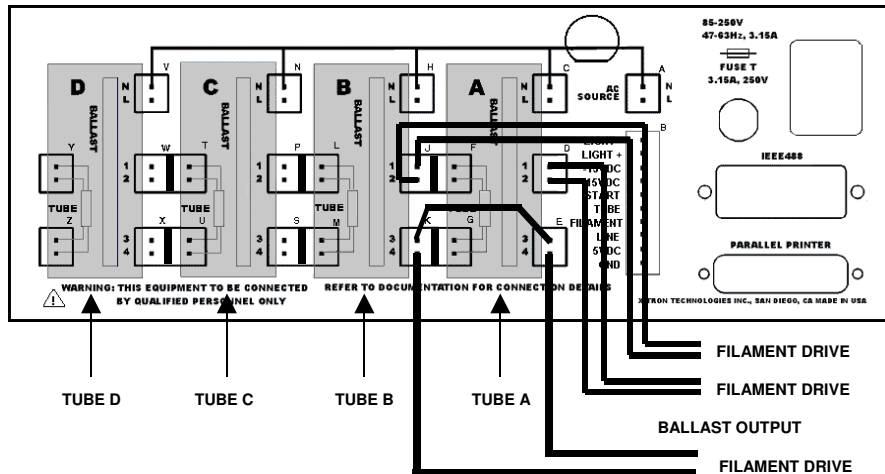 85-250V
47-63Hz, 3.15A
FUSE T
3.15A, 250V
V
N
H
C
A
D
C
B
A
N
L
N
L
N
L
N
L
AC
SOURCE
N
L
BALLAST
BALLAST
BALLAST
BALLAST
B
Y
W
T
P
L
J
F
D
1
2
1
2
1
2
1
2
LIGHT +
15VDC
START
TUBE
FILAMENT
LINE
5VDC
GND
IEEE488
TUBE
TUBE
TUBE
TUBE
Z
X
U
S
M
K
G
E
3
4
3
4
3
4
3
4
PARALLEL PRINTER
WARNING: THIS EQUIPMENT TO BE CONNECTED
BY QUALIFIED PERSONNEL ONLY
REFER TO DOCUMENTATION FOR CONNECTION DETAILS
XITRON TECHNOLOGIES INC., SAN DIEGO, CA MADE IN USA
TUBE D
TUBE C
TUBE B
TUBE A
FILAMENT DRIVE
FILAMENT DRIVE
BALLAST OUTPUT
FILAMENT DRIVE